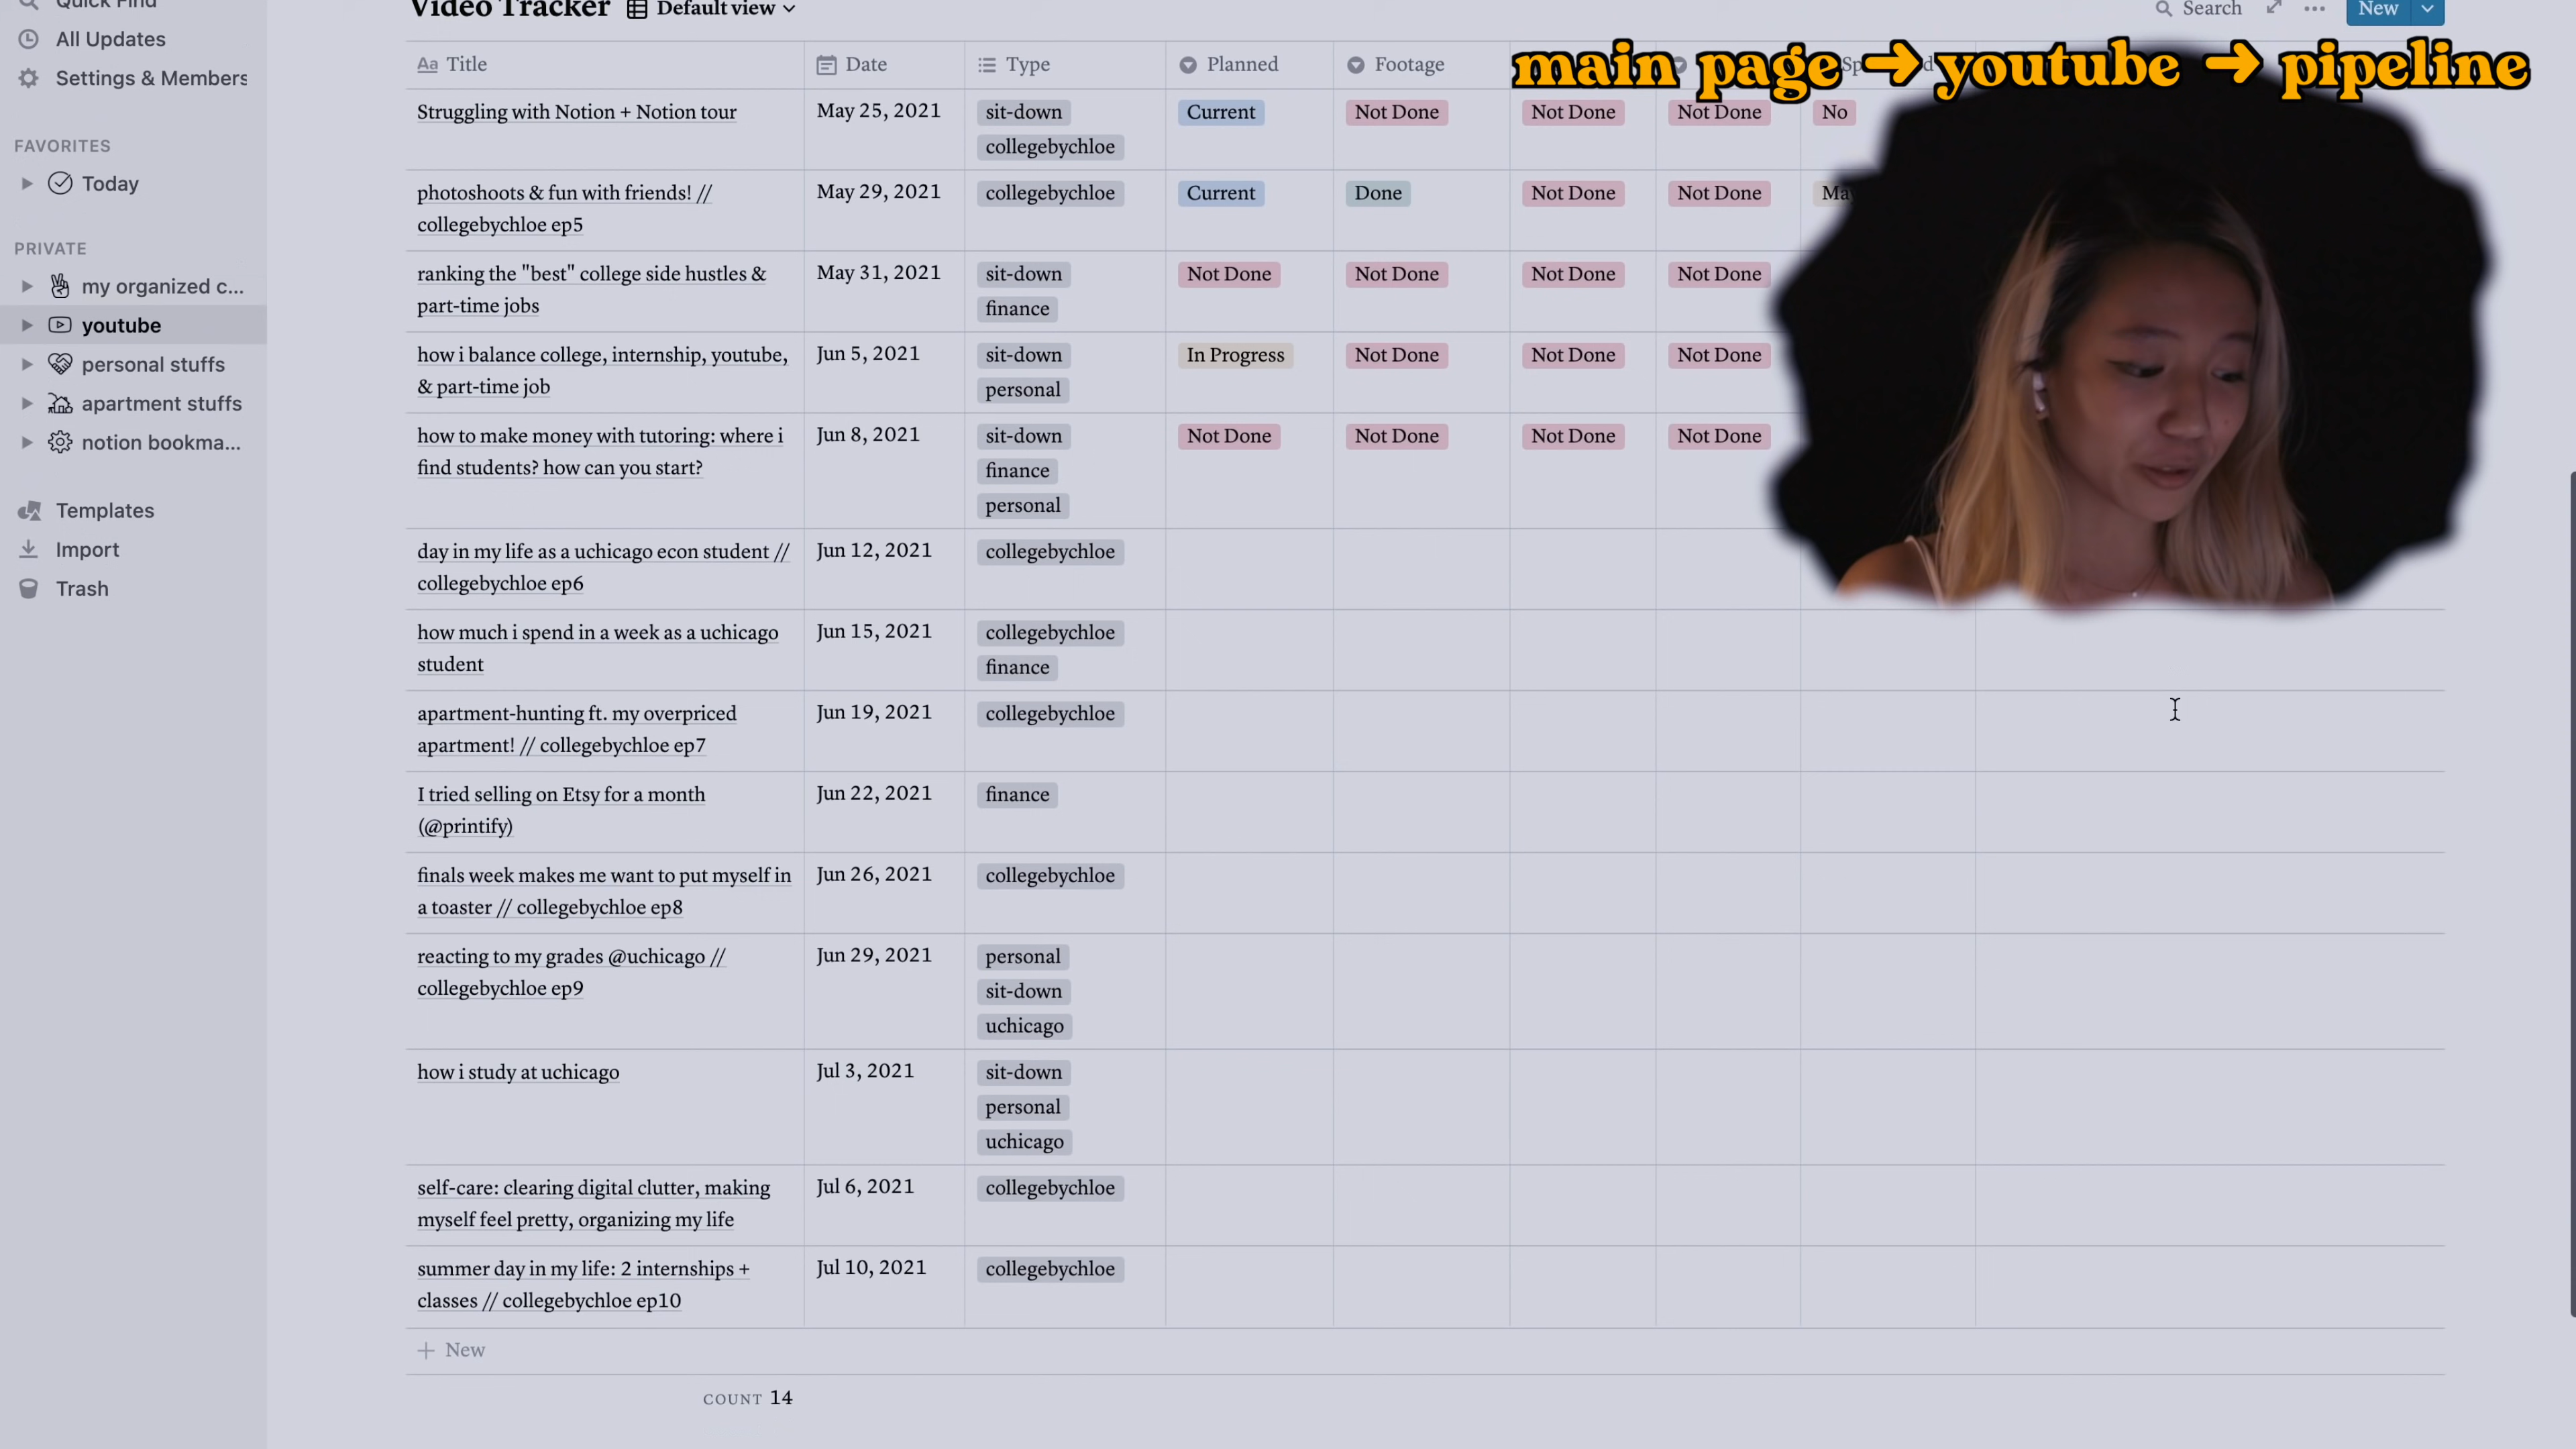 Quick Find
All Updates
Settings & Members
FAVORITES
Today
PRIVATE
my organized c...
youtube
personal stuffs
apartment stuffs
notion bookma...
Templates
Import
Trash
Video Tracker Default view
Search New
main page → youtube → pipeline
Title Date Type Planned Footage
Struggling with Notion + Notion tour May 25, 2021 sit-down Current Not Done Not Done Not Done No
collegebychloe
photoshoots & fun with friends! // May 29, 2021 collegebychloe Current Done Not Done Not Done
collegebychloe ep5
ranking the "best" college side hustles & May 31, 2021 sit-down Not Done Not Done Not Done Not Done
part-time jobs finance
how i balance college, internship, youtube, Jun 5, 2021 sit-down In Progress Not Done Not Done Not Done
& part-time job personal
how to make money with tutoring: where i Jun 8, 2021 sit-down Not Done Not Done Not Done Not Done
find students? how can you start? finance
personal
day in my life as a uchicago econ student // Jun 12, 2021 collegebychloe
collegebychloe ep6
how much i spend in a week as a uchicago Jun 15, 2021 collegebychloe
student finance
apartment-hunting ft. my overpriced Jun 19, 2021 collegebychloe
apartment! // collegebychloe ep7
I tried selling on Etsy for a month Jun 22, 2021 finance
(@printify)
finals week makes me want to put myself in Jun 26, 2021 collegebychloe
a toaster // collegebychloe ep8
reacting to my grades @uchicago // Jun 29, 2021 personal
collegebychloe ep9 sit-down
uchicago
how i study at uchicago Jul 3, 2021 sit-down
personal
uchicago
self-care: clearing digital clutter, making Jul 6, 2021 collegebychloe
myself feel pretty, organizing my life
summer day in my life: 2 internships + Jul 10, 2021 collegebychloe
classes // collegebychloe ep10
+ New
COUNT 14